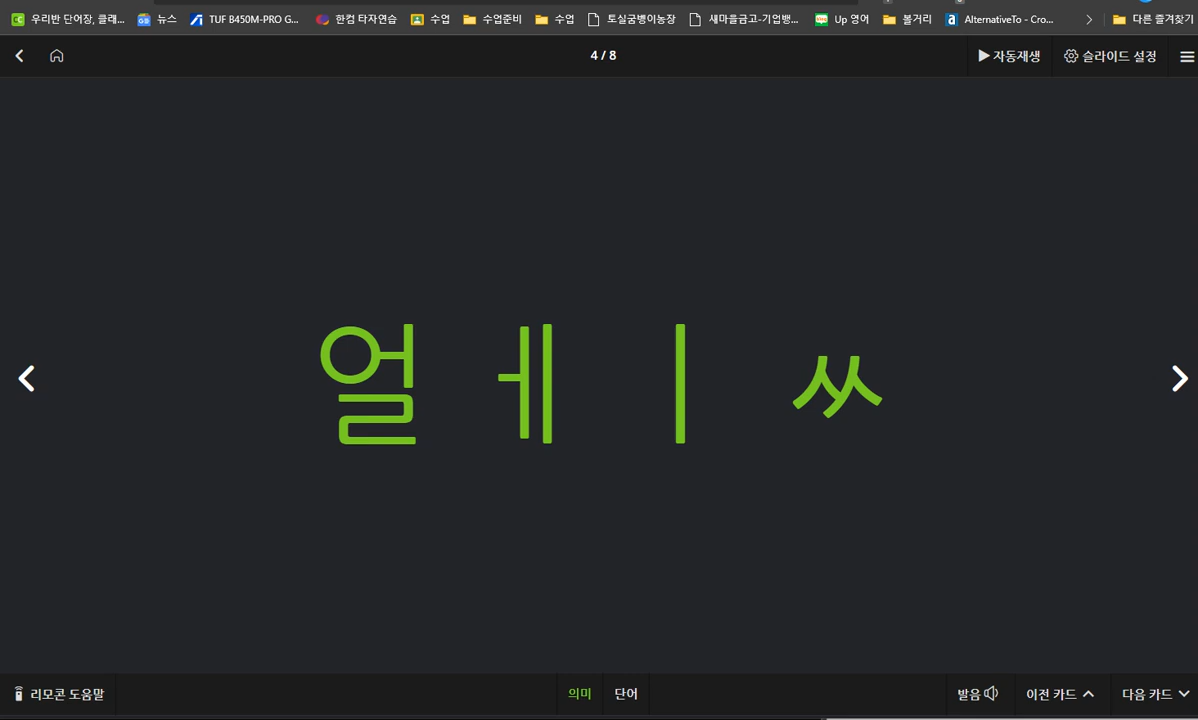 우리반 단어장, 클래... 뉴스 TUF B450M-PRO G... 한컴 타자연습 수업 수업준비 수업 토실굼벵이농장 새마을금고-기업뱅... Up 영어 볼거리 AlternativeTo - Cro... 다른 즐겨찾기
4 / 8 자동재생 슬라이드 설정
얼 ㅔ ㅣ ㅆ
리모콘 도움말 의미 단어 발음 이전 카드 다음 카드